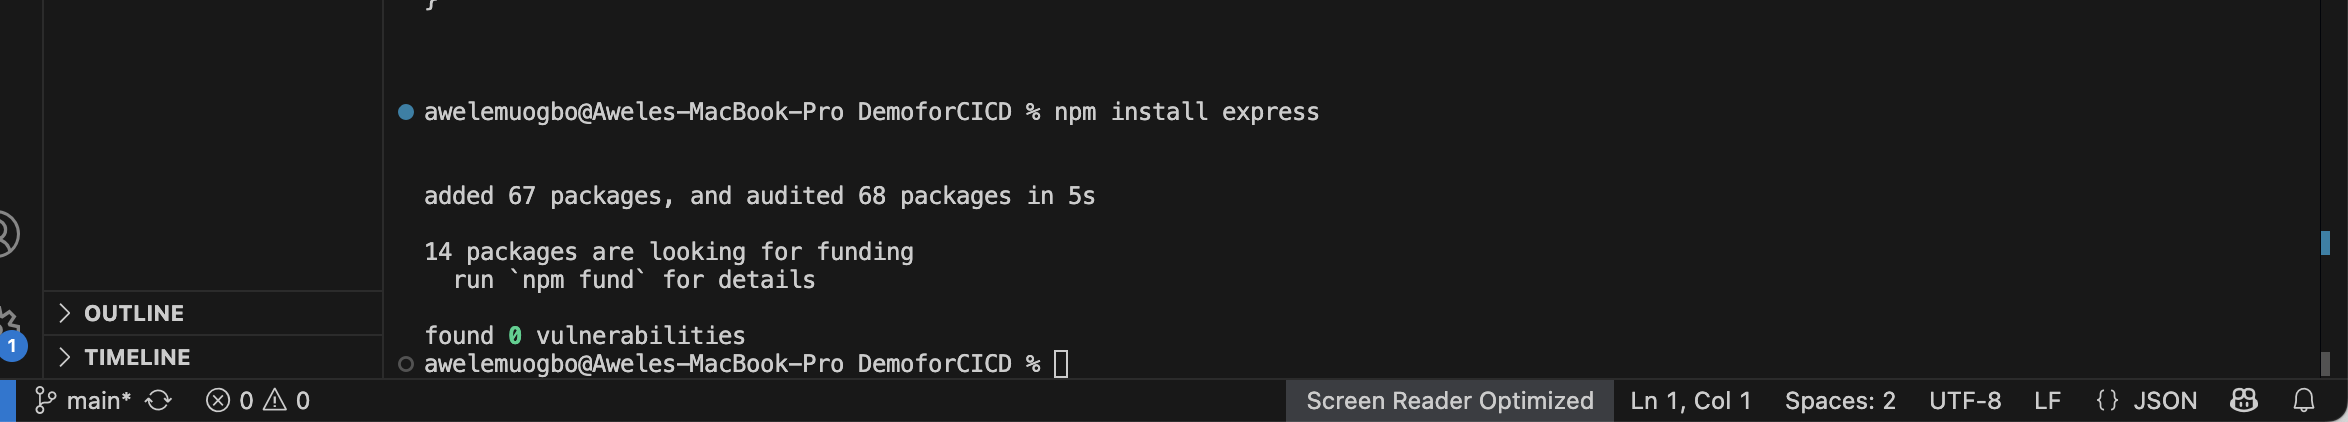 }
awelemuogbo@Aweles-MacBook-Pro DemoforCICD % npm install express
added 67 packages, and audited 68 packages in 5s
14 packages are looking for funding
run `npm fund` for details
found 0 vulnerabilities
awelemuogbo@Aweles-MacBook-Pro DemoforCICD %
OUTLINE
TIMELINE
1
main* 0 0 Screen Reader Optimized Ln 1, Col 1 Spaces: 2 UTF-8 LF {} JSON